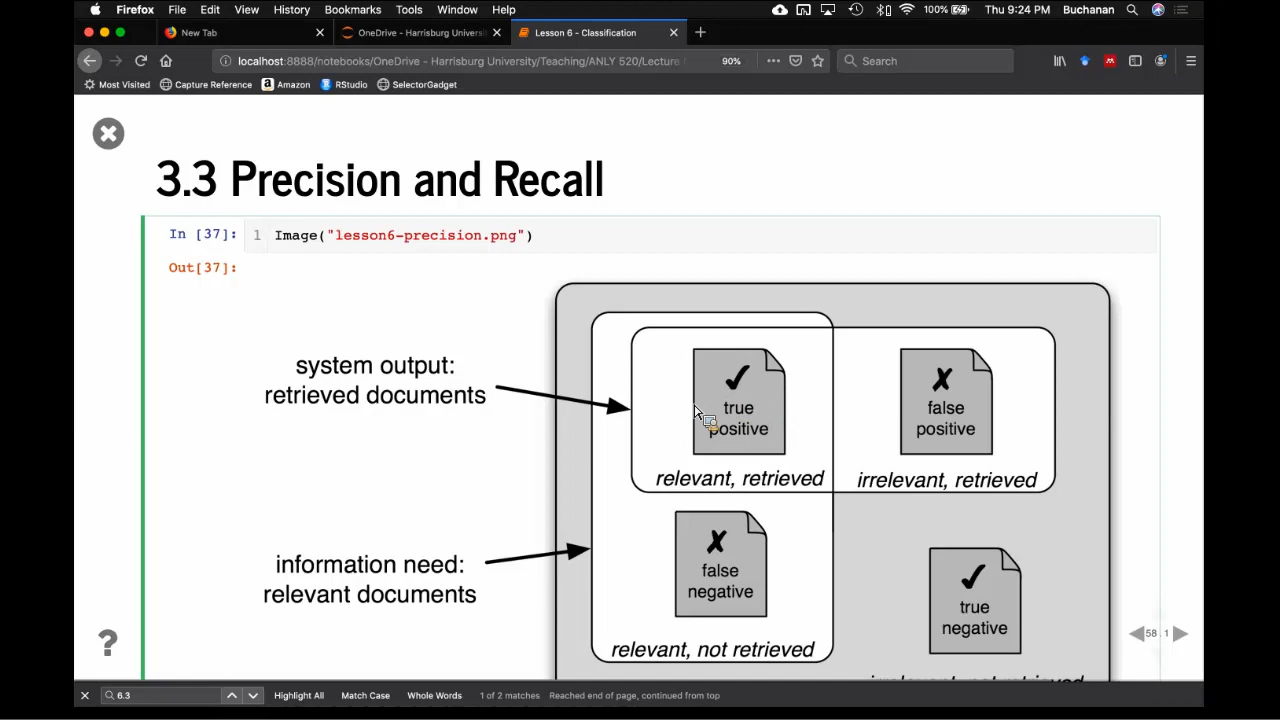 Firefox File Edit View History Bookmarks Tools Window Help 100% Thu 9:24 PM Buchanan
New Tab OneDrive - Harrisburg Universi Lesson 6 - Classification
localhost:8888/notebooks/OneDrive - Harrisburg University/Teaching/ANLY 520/Lecture 90% Search
Most Visited Capture Reference Amazon RStudio SelectorGadget
3.3 Precision and Recall
In [37]: 1 Image("lesson6-precision.png")
Out[37]:
system output:
retrieved documents
true
positive
false
positive
relevant, retrieved
irrelevant, retrieved
information need:
relevant documents
false
negative
true
negative
relevant, not retrieved
58.1
6.3 Highlight All Match Case Whole Words 1 of 2 matches Reached end of page, continued from top